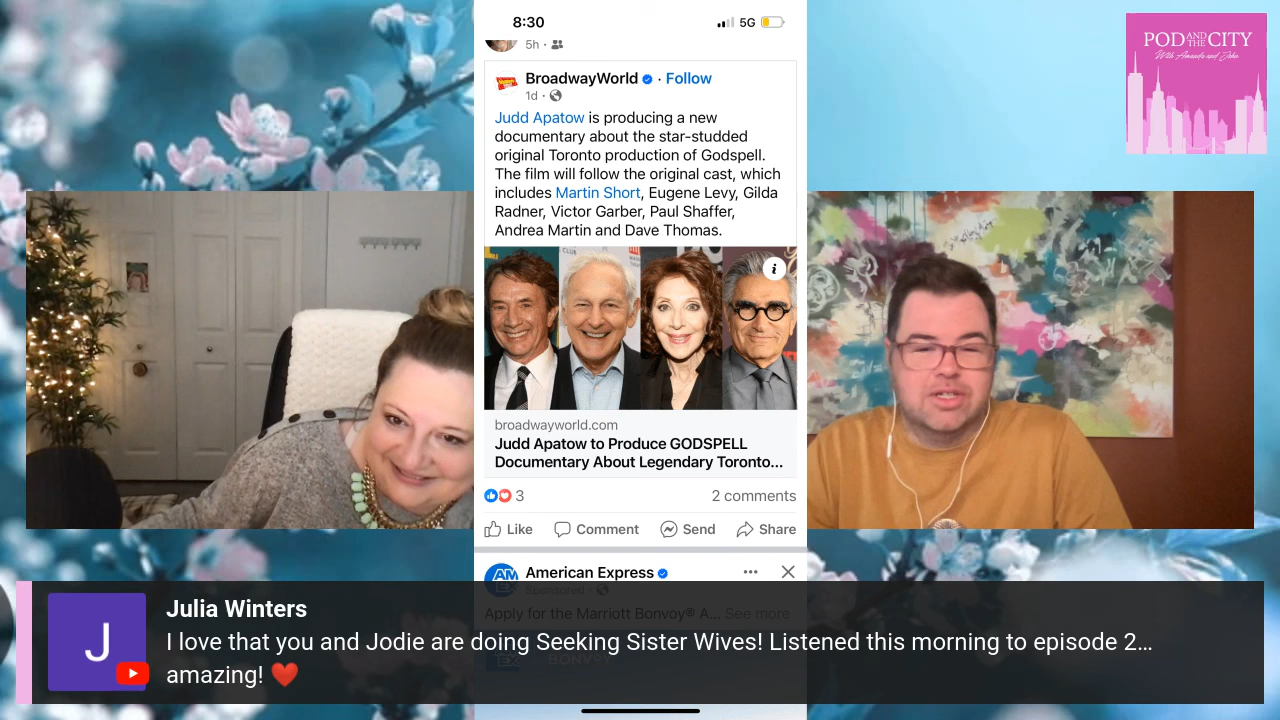 8:30
5G
5h ·
BroadwayWorld · Follow
1d ·
Judd Apatow is producing a new
documentary about the star-studded
original Toronto production of Godspell.
The film will follow the original cast, which
includes Martin Short, Eugene Levy, Gilda
Radner, Victor Garber, Paul Shaffer,
Andrea Martin and Dave Thomas.
i
broadwayworld.com
Judd Apatow to Produce GODSPELL
Documentary About Legendary Toronto...
3
2 comments
Like Comment Send Share
AM
American Express
Sponsored ·
Apply for the Marriott Bonvoy® A... See more
BONVOY
POD AND THE CITY
With Amanda and John
J
Julia Winters
I love that you and Jodie are doing Seeking Sister Wives! Listened this morning to episode 2...
amazing! ❤️